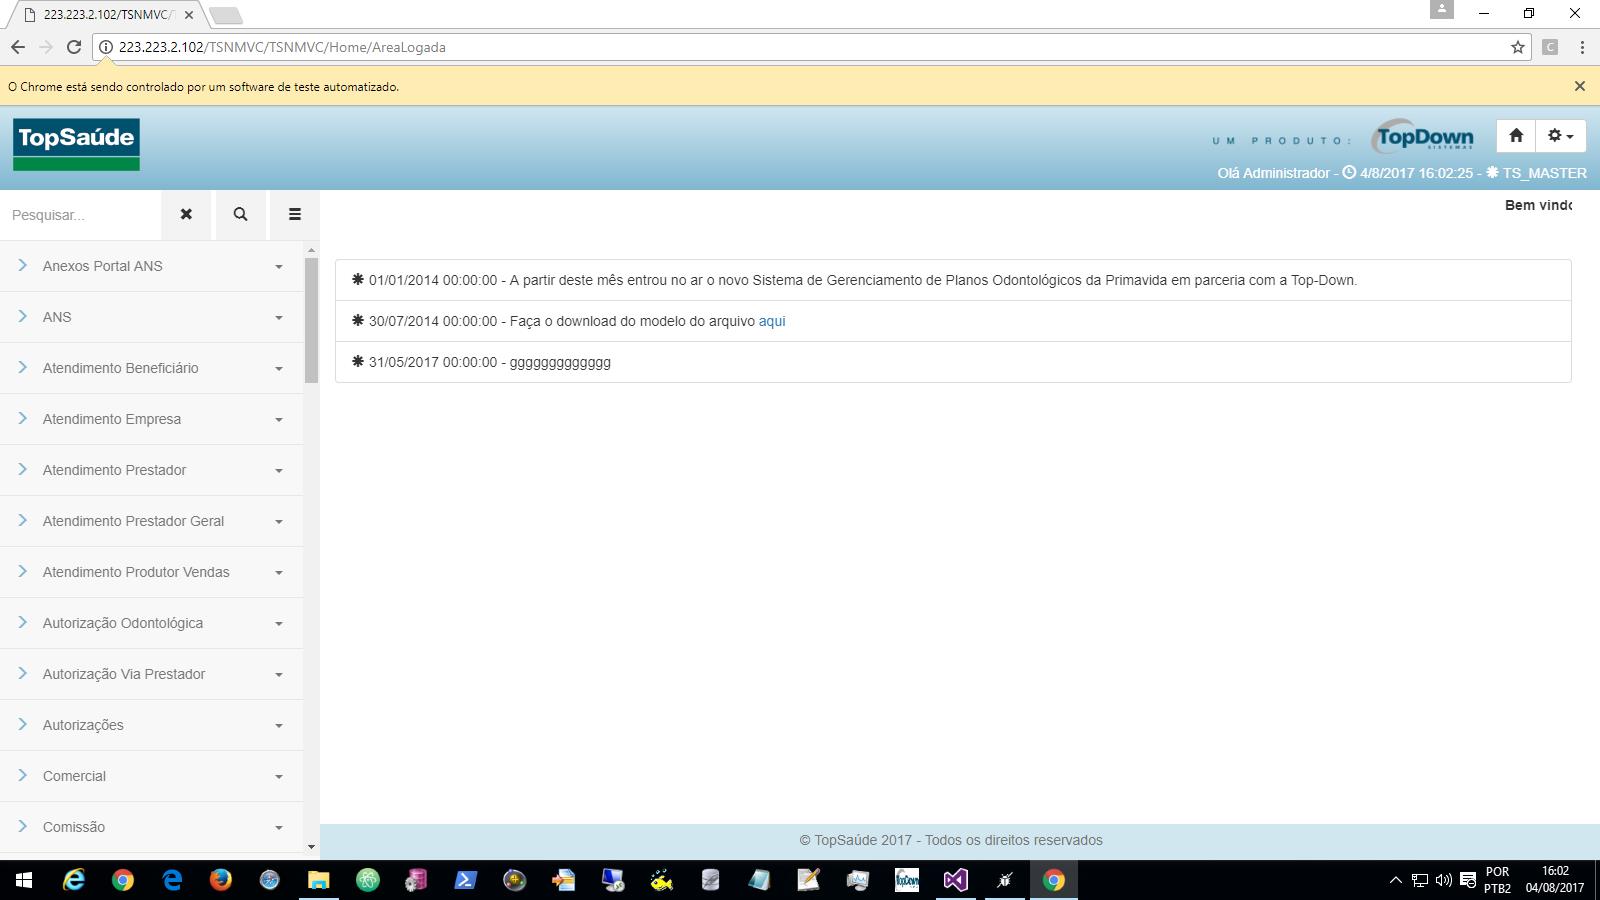 223.223.2.102/TSNMVC/
223.223.2.102/TSNMVC/TSNMVC/Home/AreaLogada
O Chrome está sendo controlado por um software de teste automatizado.
TopSaúde
UM PRODUTO:
TopDown
SISTEMAS
Olá Administrador - 4/8/2017 16:02:25 - TS_MASTER
Pesquisar...
Bem vindo
Anexos Portal ANS
ANS
Atendimento Beneficiário
Atendimento Empresa
Atendimento Prestador
Atendimento Prestador Geral
Atendimento Produtor Vendas
Autorização Odontológica
Autorização Via Prestador
Autorizações
Comercial
Comissão
01/01/2014 00:00:00 - A partir deste mês entrou no ar o novo Sistema de Gerenciamento de Planos Odontológicos da Primavida em parceria com a Top-Down.
30/07/2014 00:00:00 - Faça o download do modelo do arquivo aqui
31/05/2017 00:00:00 - ggggggggggggg
© TopSaúde 2017 - Todos os direitos reservados
TopDown
POR
PTB2
16:02
04/08/2017